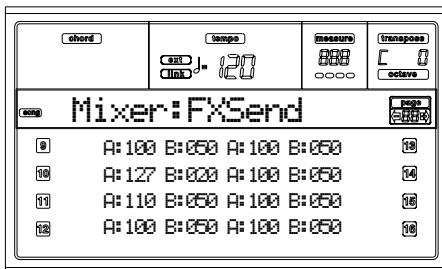 chord tempo measure transpose
ext ♩= 120 888 C 0
link octave
song Mixer:FXSend page
88
9 A:100 B:050 A:100 B:050 13
10 A:127 B:020 A:100 B:050 14
11 A:110 B:050 A:100 B:050 15
12 A:100 B:050 A:100 B:050 16